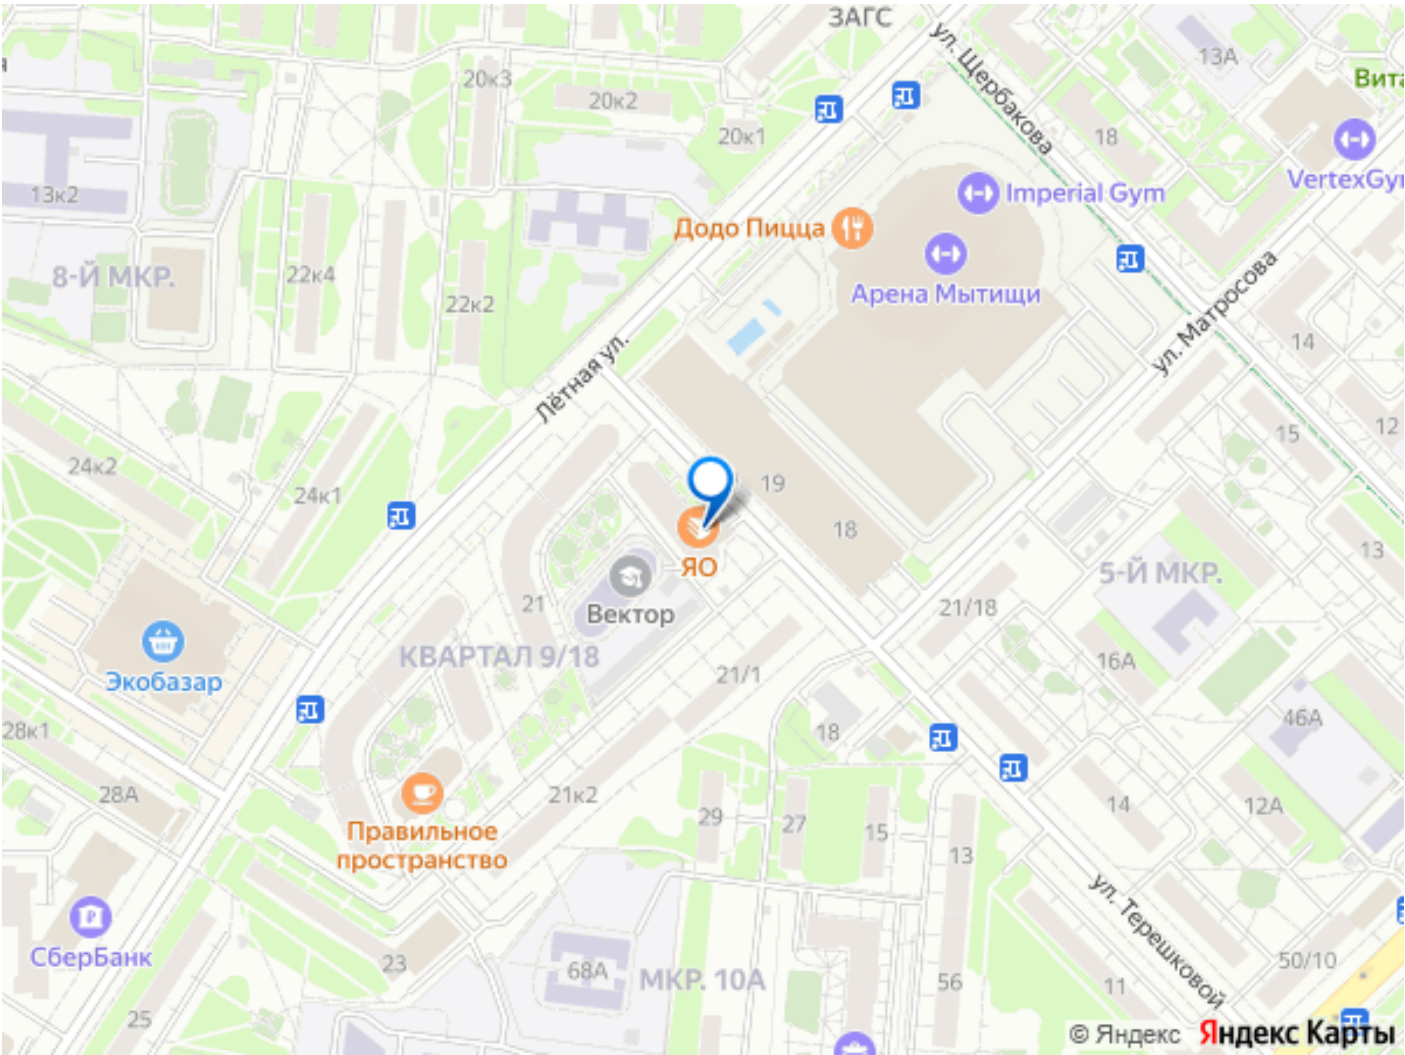 ЗАГС
ул. Щербакова
13А
20к3
20к2
20к1
18
Вита
VertexGy
13к2
Imperial Gym
Додо Пицца
8-Й МКР.
22к4
22к2
Арена Мытищи
ул. Матросова
14
Лётная ул.
12
15
24к2
24к1
19
18
13
ЯО
5-Й МКР.
Вектор
21
21/18
КВАРТАЛ 9/18
16А
Экобазар
21/1
28к1
18
46А
28А
21к2
29
27
15
14
12А
Правильное
пространство
13
ул. Терешковой
СберБанк
23
68А
МКР. 10А
56
11
50/10
25
© Яндекс Яндекс Карты